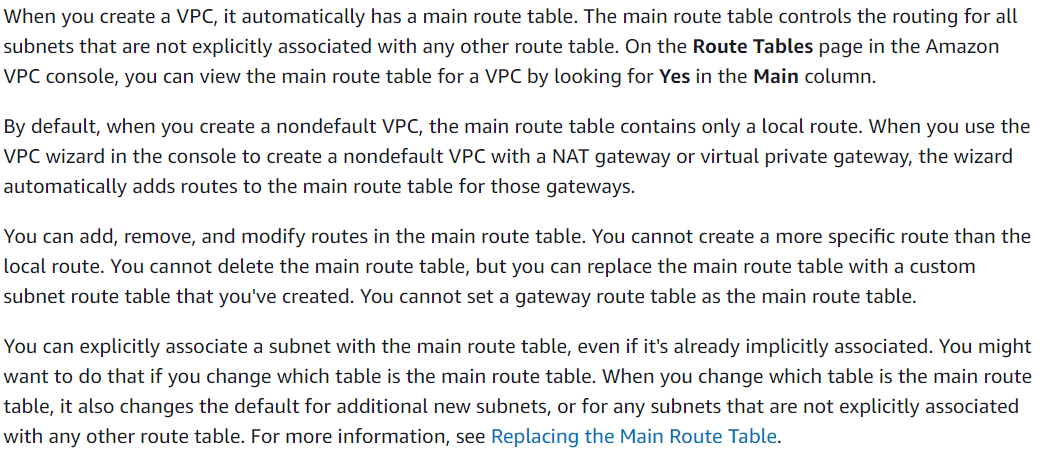 When you create a VPC, it automatically has a main route table. The main route table controls the routing for all
subnets that are not explicitly associated with any other route table. On the Route Tables page in the Amazon
VPC console, you can view the main route table for a VPC by looking for Yes in the Main column.
By default, when you create a nondefault VPC, the main route table contains only a local route. When you use the
VPC wizard in the console to create a nondefault VPC with a NAT gateway or virtual private gateway, the wizard
automatically adds routes to the main route table for those gateways.
You can add, remove, and modify routes in the main route table. You cannot create a more specific route than the
local route. You cannot delete the main route table, but you can replace the main route table with a custom
subnet route table that you've created. You cannot set a gateway route table as the main route table.
You can explicitly associate a subnet with the main route table, even if it's already implicitly associated. You might
want to do that if you change which table is the main route table. When you change which table is the main route
table, it also changes the default for additional new subnets, or for any subnets that are not explicitly associated
with any other route table. For more information, see Replacing the Main Route Table.